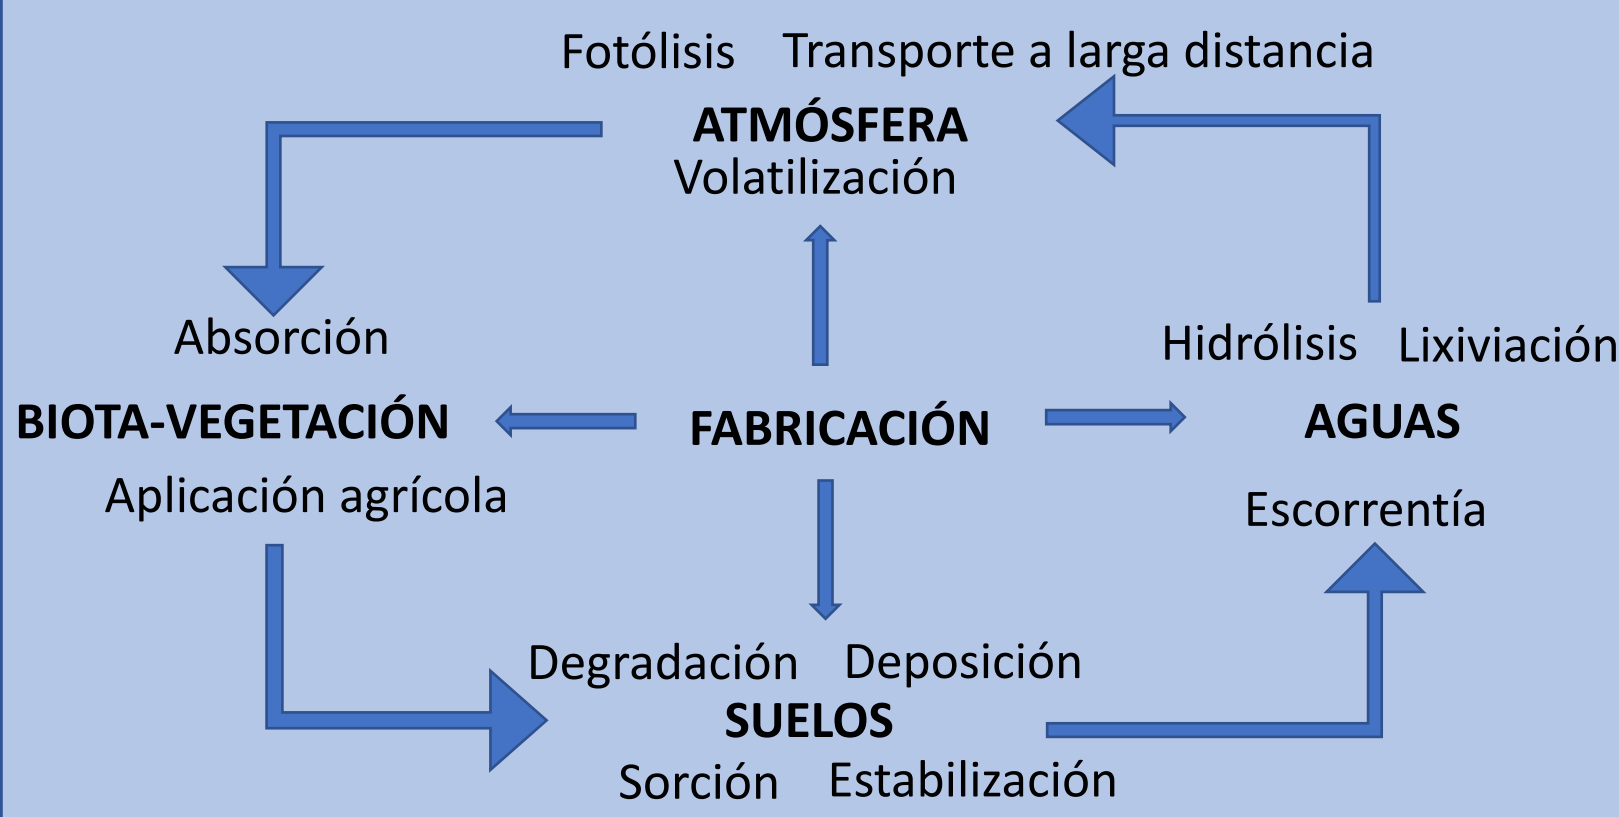 Fotólisis Transporte a larga distancia
ATMÓSFERA
Volatilización
Absorción
Hidrólisis Lixiviación
BIOTA-VEGETACIÓN
FABRICACIÓN
AGUAS
Aplicación agrícola
Escorrentía
Degradación Deposición
SUELOS
Sorción Estabilización